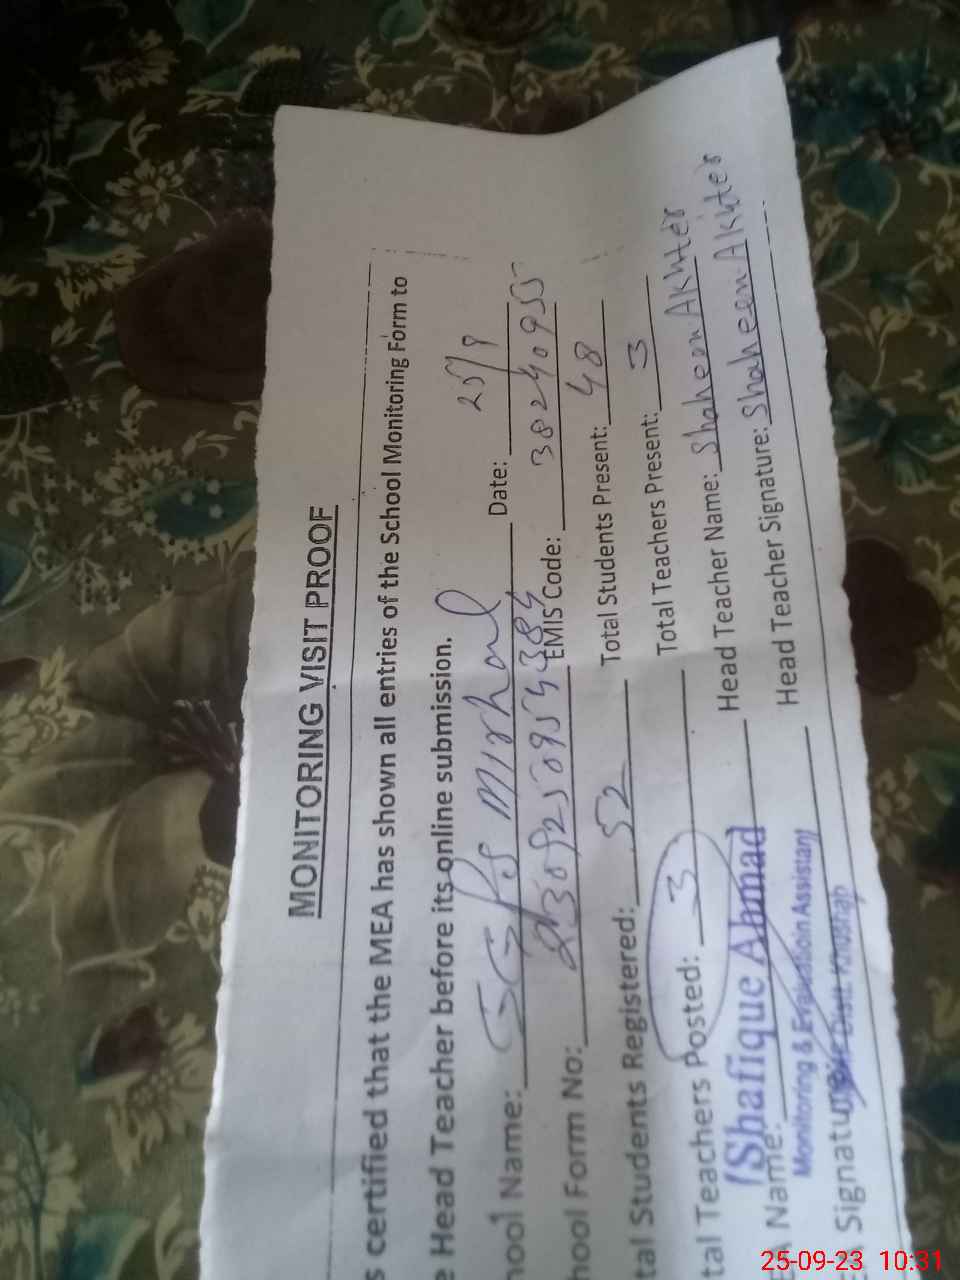 MONITORING VISIT PROOF
s certified that the MEA has shown all entries of the School Monitoring Form to
e Head Teacher before its online submission.
hool Name: GGPS Mirhal Date: 25/9
hool Form No: EMIS Code: 38240955
tal Students Registered: 52 Total Students Present: 48
tal Teachers Posted: 3 Total Teachers Present: 3
A Name: (Shafique Ahmad Head Teacher Name: Shaheen Akhter
Monitoring & Evaluatioin Assistant
Signature: Distt. Khushap Head Teacher Signature: Shaheen Akhter
25-09-23 10:31